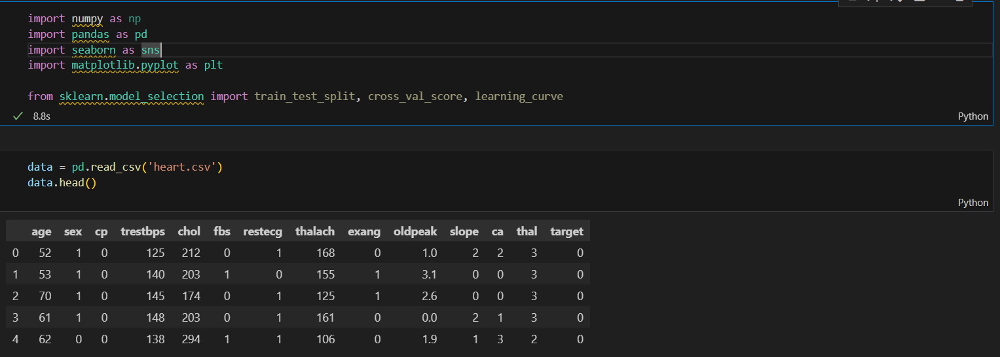 import numpy as np
import pandas as pd
import seaborn as sns
import matplotlib.pyplot as plt
from sklearn.model_selection import train_test_split, cross_val_score, learning_curve
8.8s
Python
data = pd.read_csv('heart.csv')
data.head()
Python
age sex cp trestbps chol fbs restecg thalach exang oldpeak slope ca thal target
0 52 1 0 125 212 0 1 168 0 1.0 2 2 3 0
1 53 1 0 140 203 1 0 155 1 3.1 0 0 3 0
2 70 1 0 145 174 0 1 125 1 2.6 0 0 3 0
3 61 1 0 148 203 0 1 161 0 0.0 2 1 3 0
4 62 0 0 138 294 1 1 106 0 1.9 1 3 2 0